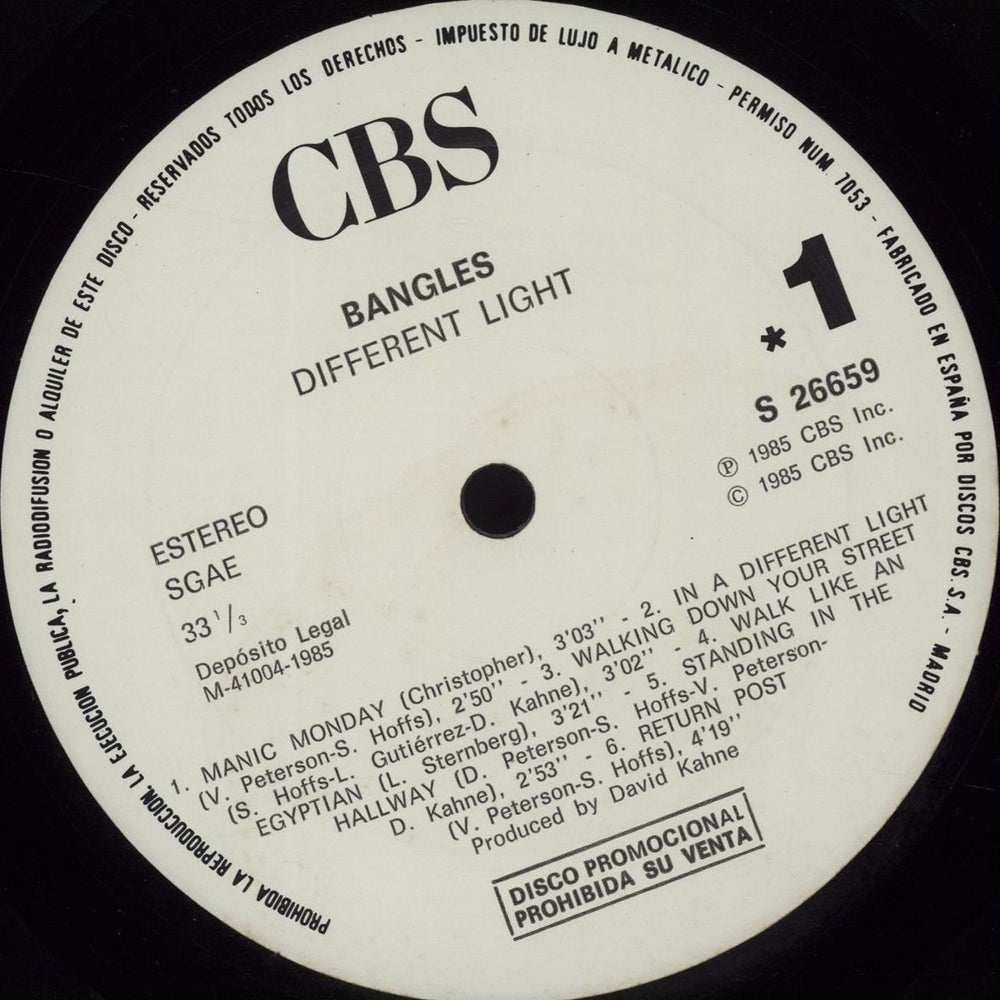 PROHIBIDA LA REPRODUCCION, LA EJECUCION PUBLICA, LA RADIODIFUSION O ALQUILER DE ESTE DISCO - RESERVADOS TODOS LOS DERECHOS - IMPUESTO DE LUJO A METALICO - PERMISO NUM. 7053 - FABRICADO EN ESPAÑA POR DISCOS CBS. S.A. - MADRID
CBS
BANGLES
DIFFERENT LIGHT
* 1
S 26659
℗ 1985 CBS Inc.
© 1985 CBS Inc.
ESTEREO
SGAE
33 1/3
Depósito Legal
M-41004-1985
1. MANIC MONDAY (Christopher), 3'03'' - 2. IN A DIFFERENT LIGHT
(V. Peterson-S. Hoffs), 2'50'' - 3. WALKING DOWN YOUR STREET
(S. Hoffs-L. Gutiérrez-D. Kahne), 3'02'' - 4. WALK LIKE AN
EGYPTIAN (L. Sternberg), 3'21'', - 5. STANDING IN THE
HALLWAY (D. Peterson-S. Hoffs-V. Peterson-
D. Kahne), 2'53'' - 6. RETURN POST
(V. Peterson-S. Hoffs), 4'19''
Produced by David Kahne
DISCO PROMOCIONAL
PROHIBIDA SU VENTA